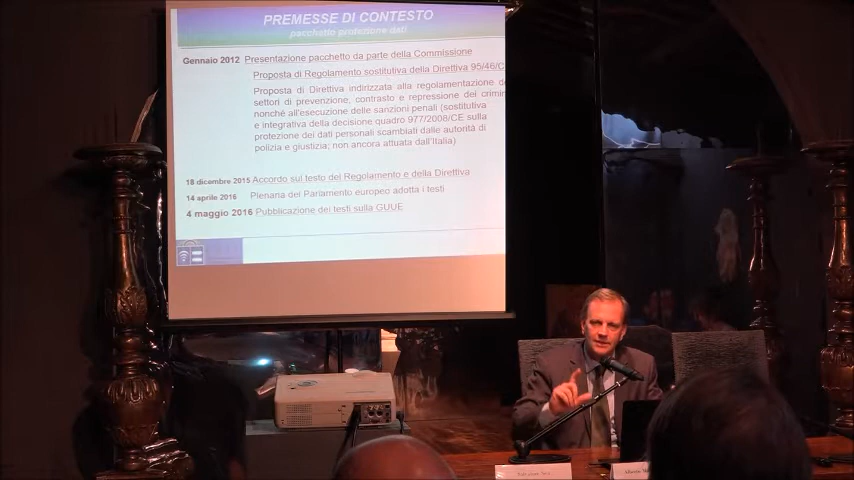 PREMESSE DI CONTESTO
pacchetto protezione dati
Gennaio 2012 Presentazione pacchetto da parte della Commissione
Proposta di Regolamento sostitutiva della Direttiva 95/46/C
Proposta di Direttiva indirizzata alla regolamentazione de
settori di prevenzione, contrasto e repressione dei crimin
nonchè all'esecuzione delle sanzioni penali (sostitutiva
e integrativa della decisione quadro 977/2008/CE sulla
protezione dei dati personali scambiati dalle autorità di
polizia e giustizia; non ancora attuata dall'Italia)
18 dicembre 2015 Accordo sul testo del Regolamento e della Direttiva
14 aprile 2016 Plenaria del Parlamento europeo adotta i testi
4 maggio 2016 Pubblicazione dei testi sulla GUUE